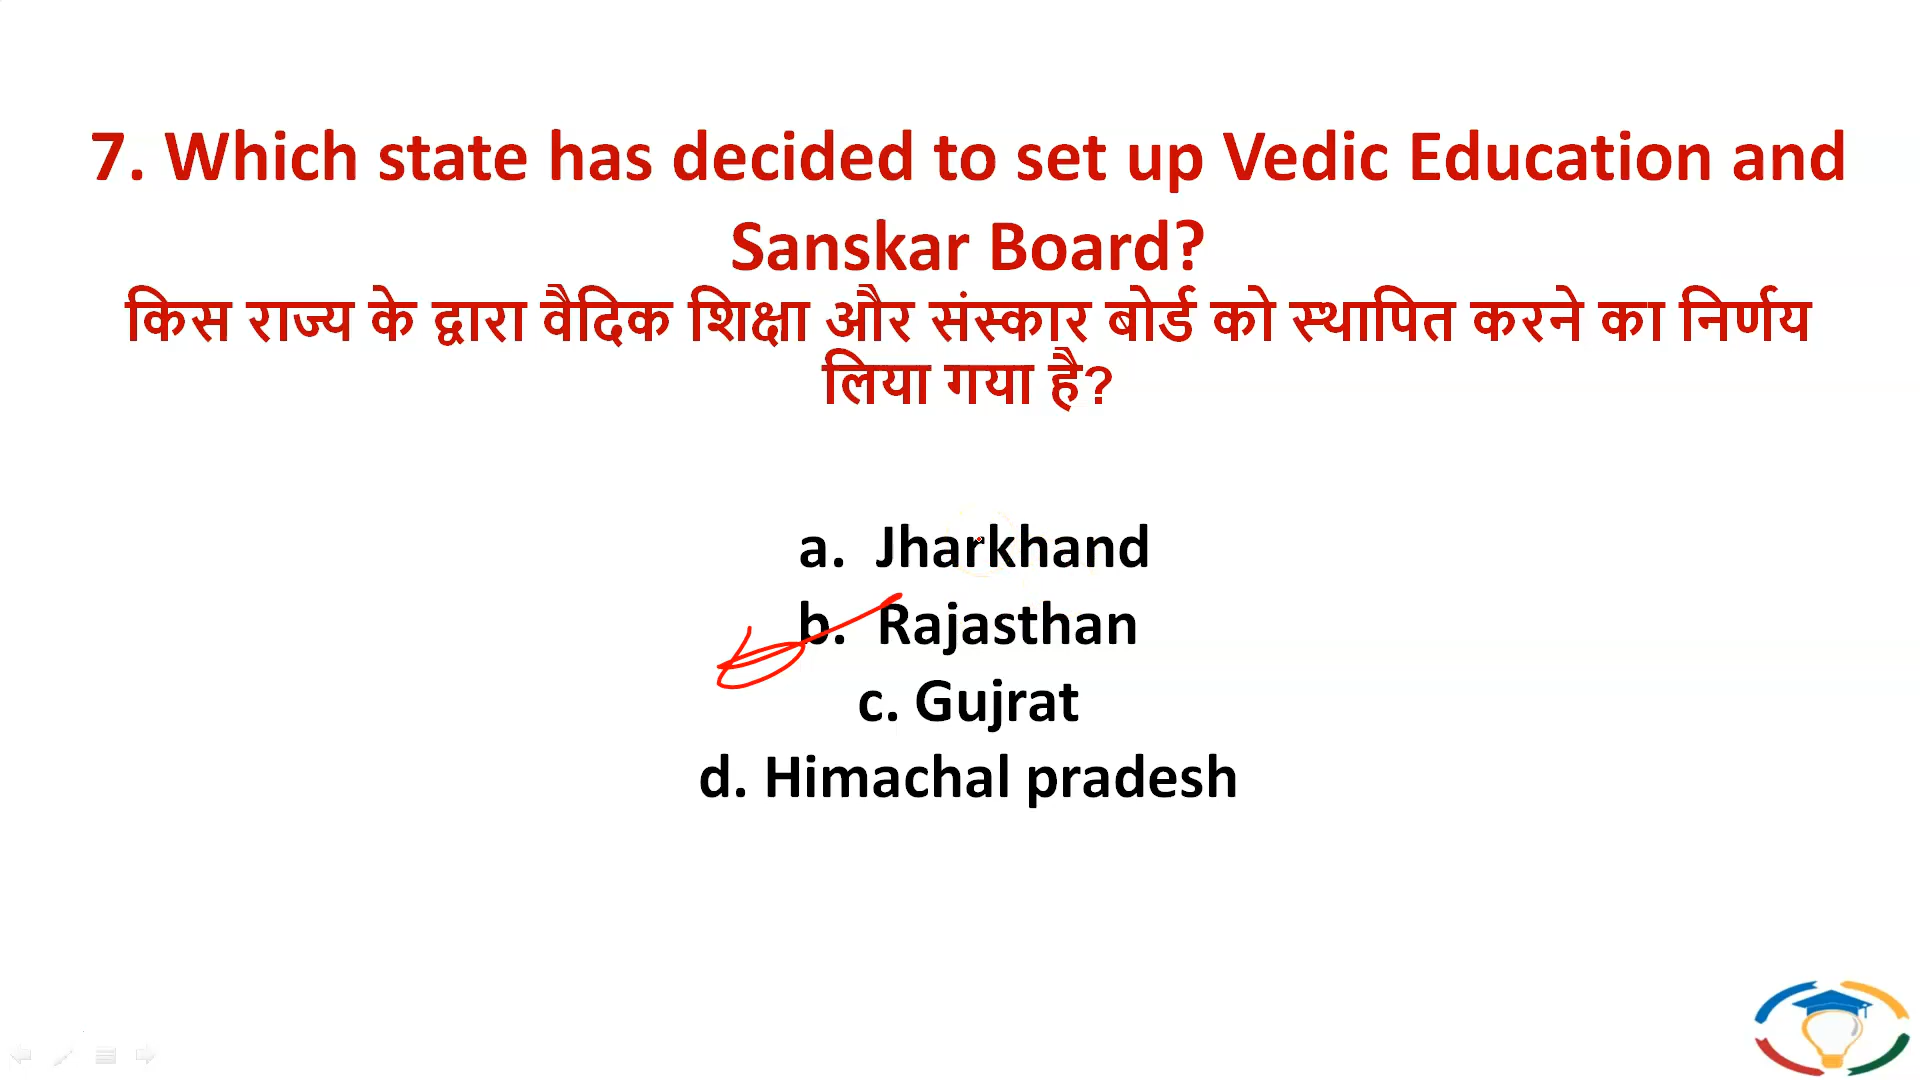 7. Which state has decided to set up Vedic Education and
Sanskar Board?
किस राज्य के द्वारा वैदिक शिक्षा और संस्कार बोर्ड को स्थापित करने का निर्णय
लिया गया है?
a. Jharkhand
b. Rajasthan
c. Gujrat
d. Himachal pradesh